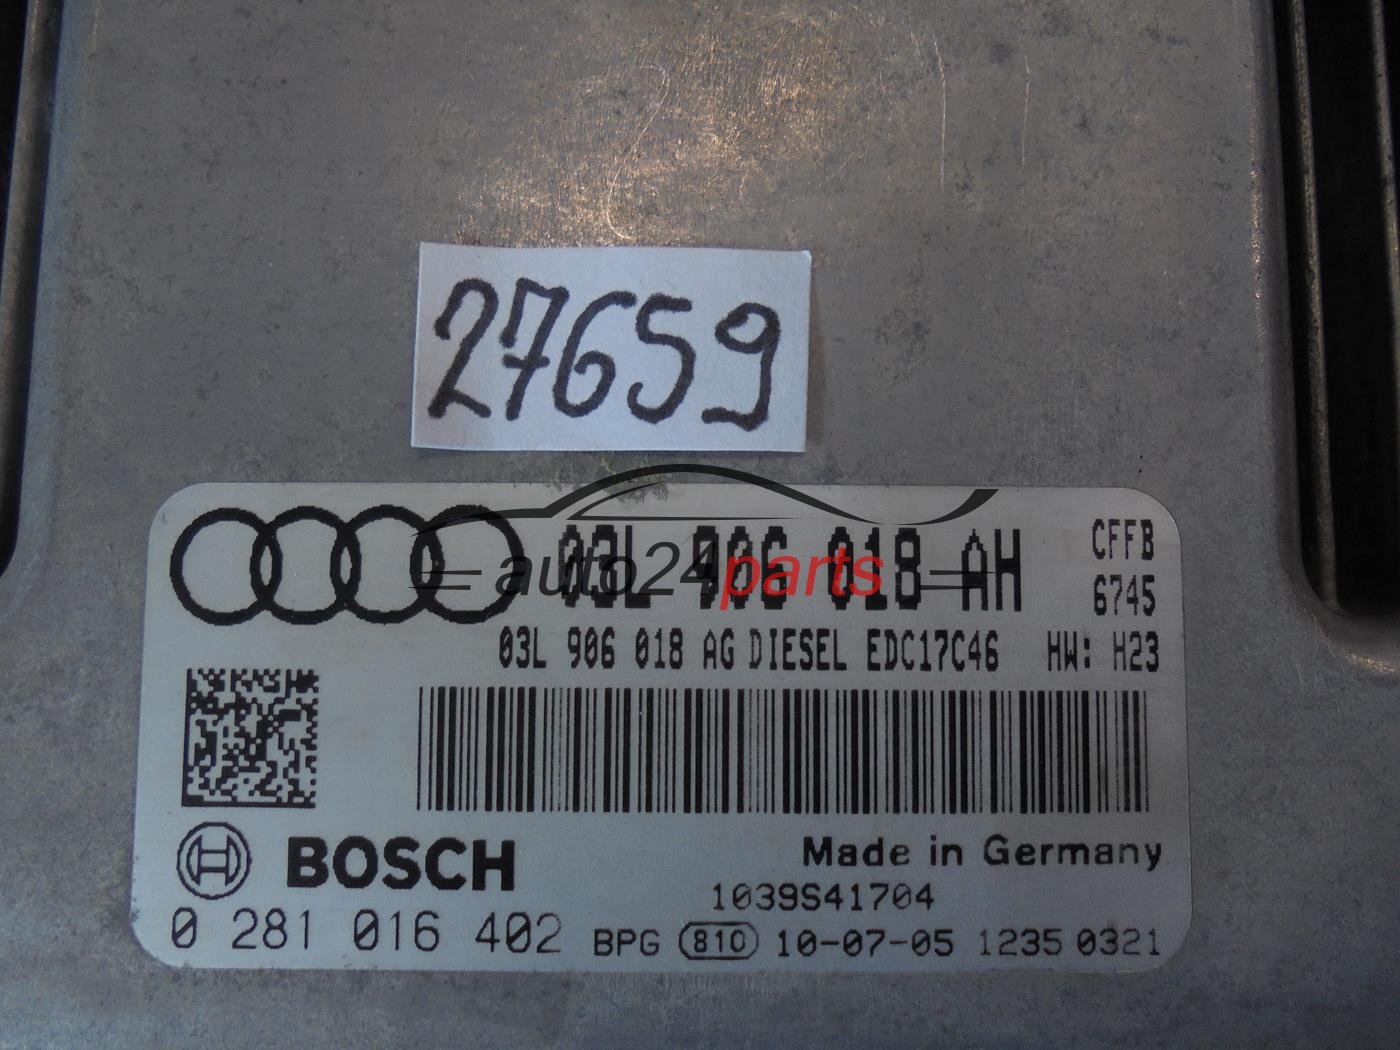 27659
03L 906 018 AH
CFFB
6745
auto24parts
03L 906 018 AG DIESEL EDC17C46 HW: H23
BOSCH
Made in Germany
1039S41704
0 281 016 402 BPG 810 10-07-05 1235 0321